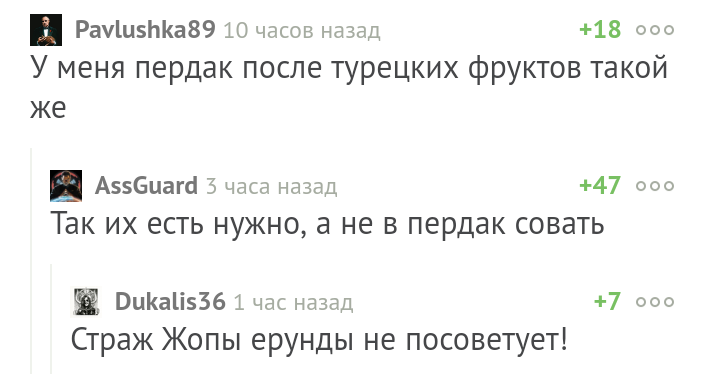 Pavlushka89 10 часов назад +18
У меня пердак после турецких фруктов такой
же
AssGuard 3 часа назад +47
Так их есть нужно, а не в пердак совать
Dukalis36 1 час назад +7
Страж Жопы ерунды не посоветует!